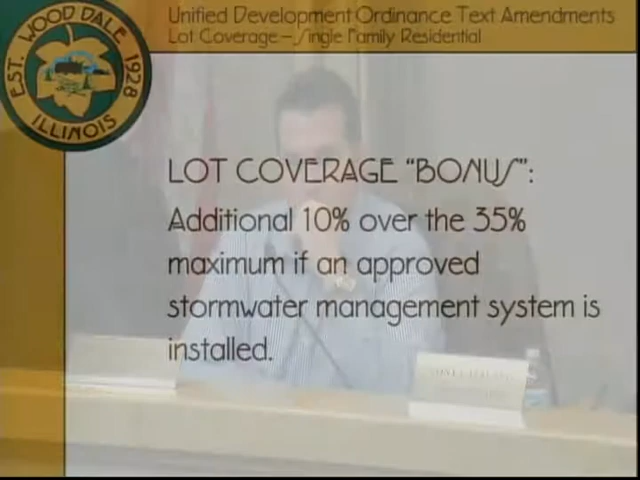 Unified Development Ordinance Text Amendments
Lot Coverage – Single Family Residential
WOOD DALE
EST. 1928
ILLINOIS
LOT COVERAGE "BONUS":
Additional 10% over the 35%
maximum if an approved
stormwater management system is
installed.